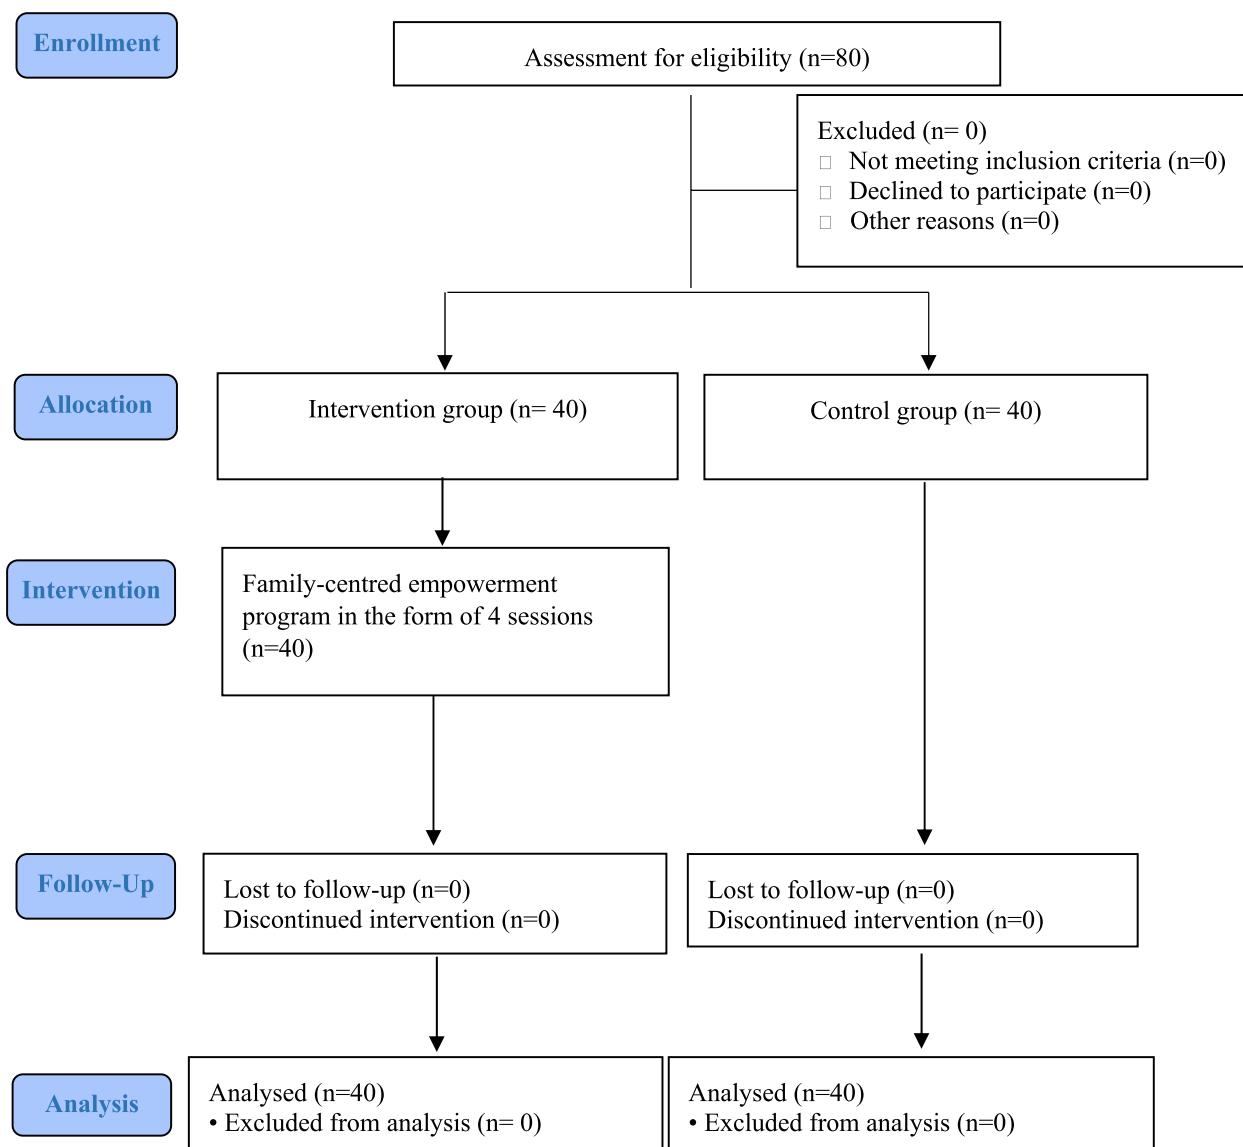 Enrollment
Assessment for eligibility (n=80)
Excluded (n= 0)
Not meeting inclusion criteria (n=0)
Declined to participate (n=0)
Other reasons (n=0)
Allocation
Intervention group (n= 40)
Control group (n= 40)
Intervention
Family-centred empowerment
program in the form of 4 sessions
(n=40)
Follow-Up
Lost to follow-up (n=0)
Discontinued intervention (n=0)
Lost to follow-up (n=0)
Discontinued intervention (n=0)
Analysis
Analysed (n=40)
• Excluded from analysis (n= 0)
Analysed (n=40)
• Excluded from analysis (n=0)